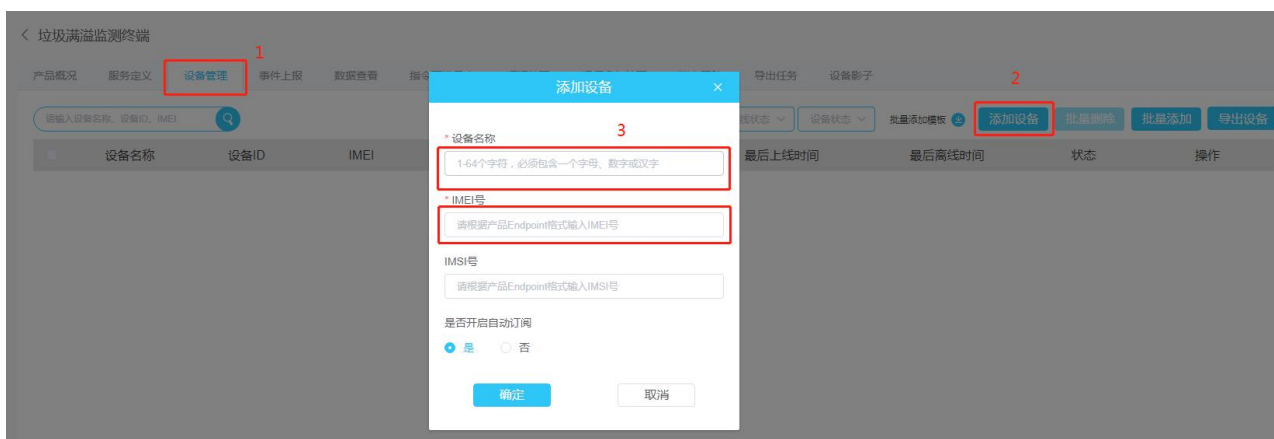 < 垃圾满溢监测终端
1
产品概况 服务定义 设备管理 事件上报 数据查看 指令 导出任务 设备影子
添加设备 ×
2
请输入设备名称、设备ID、IMEI 线状态 设备状态 批量添加模板 添加设备 批量删除 批量添加 导出设备
3
* 设备名称
设备名称 设备ID IMEI 最后上线时间 最后离线时间 状态 操作
1-64个字符，必须包含一个字母、数字或汉字
* IMEI号
请根据产品Endpoint格式输入IMEI号
IMSI号
请根据产品Endpoint格式输入IMSI号
是否开启自动订阅
是 否
确定 取消